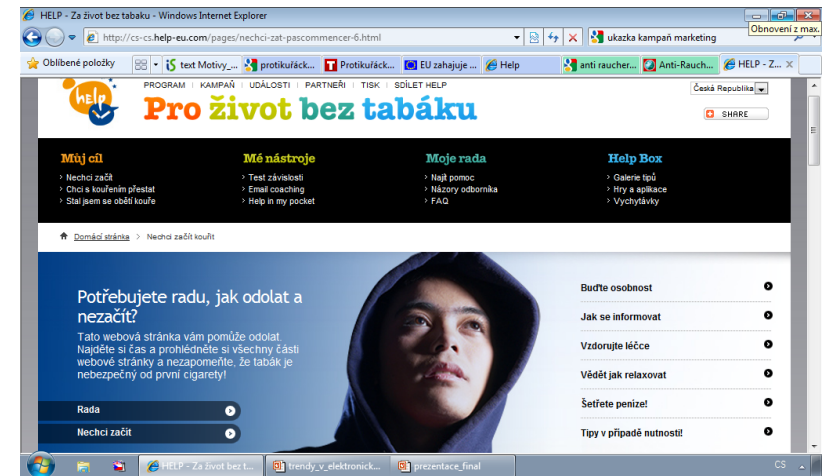 HELP - Za život bez tabaku - Windows Internet Explorer
Obnovení z max.
http://cs-cs.help-eu.com/pages/nechci-zat-pascommencer-6.html
ukazka kampaň marketing
Oblíbené položky
text Motivy_...
protikuřáck...
Protikuřáck...
EU zahajuje ...
Help
anti raucher...
Anti-Rauch...
HELP - Z...
help
PROGRAM | KAMPAŇ | UDÁLOSTI | PARTNEŘI | TISK | SDÍLET HELP
Česká Republika
Pro život bez tabáku
SHARE
Můj cíl
> Nechci začít
> Chci s kouřením přestat
> Stal jsem se obětí kouře
Mé nástroje
> Test závislosti
> Email coaching
> Help in my pocket
Moje rada
> Najít pomoc
> Názory odborníka
> FAQ
Help Box
> Galerie tipů
> Hry a aplikace
> Vychytávky
Domácí stránka > Nechci začít kouřit
Potřebujete radu, jak odolat a
nezačít?
Tato webová stránka vám pomůže odolat.
Najděte si čas a prohlédněte si všechny části
webové stránky a nezapomeňte, že tabák je
nebezpečný od první cigarety!
Rada
Nechci začít
Buďte osobnost
Jak se informovat
Vzdorujte léčce
Vědět jak relaxovat
Šetřete penize!
Tipy v případě nutnosti!
HELP - Za život bez t...
trendy_v_elektronick...
prezentace_final
CS